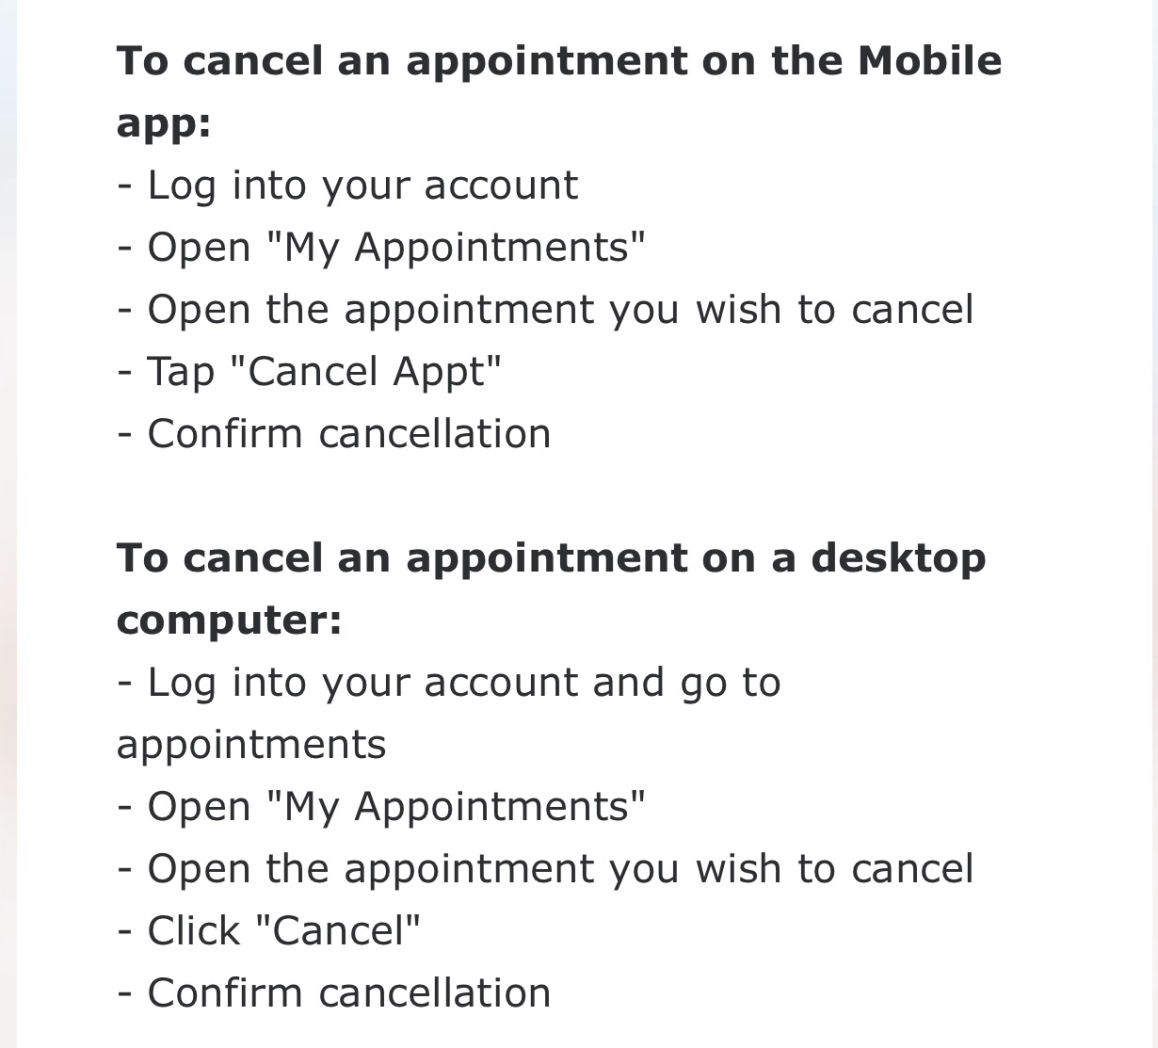 To cancel an appointment on the Mobile
app:
- Log into your account
- Open "My Appointments"
- Open the appointment you wish to cancel
- Tap "Cancel Appt"
- Confirm cancellation
To cancel an appointment on a desktop
computer:
- Log into your account and go to
appointments
- Open "My Appointments"
- Open the appointment you wish to cancel
- Click "Cancel"
- Confirm cancellation